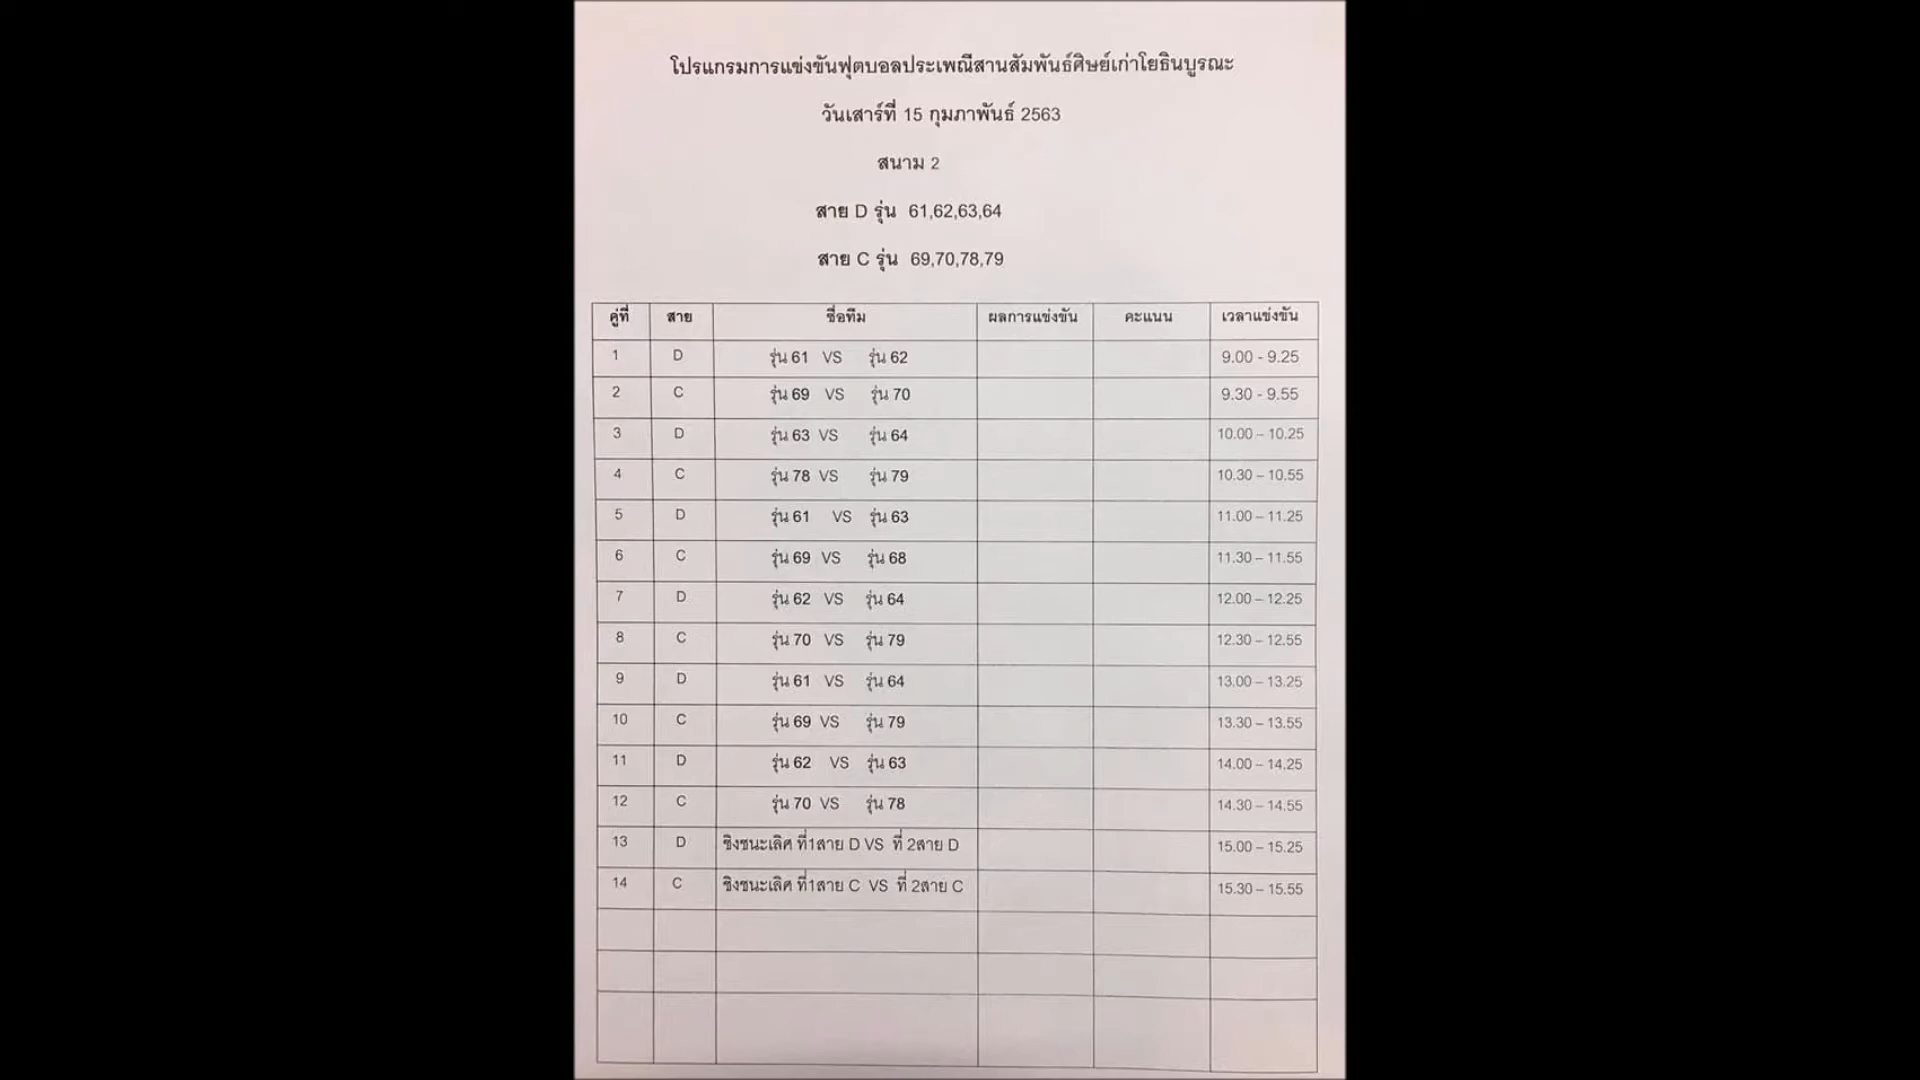 โปรแกรมการแข่งขันฟุตบอลประเพณีสานสัมพันธ์ศิษย์เก่าโยธินบูรณะ
วันเสาร์ที่ 15 กุมภาพันธ์ 2563
สนาม 2
สาย D รุ่น 61,62,63,64
สาย C รุ่น 69,70,78,79
คู่ที่ สาย ชื่อทีม ผลการแข่งขัน คะแนน เวลาแข่งขัน
1 D รุ่น 61 VS รุ่น 62 9.00 - 9.25
2 C รุ่น 69 VS รุ่น 70 9.30 - 9.55
3 D รุ่น 63 VS รุ่น 64 10.00 – 10.25
4 C รุ่น 78 VS รุ่น 79 10.30 – 10.55
5 D รุ่น 61 VS รุ่น 63 11.00 – 11.25
6 C รุ่น 69 VS รุ่น 68 11.30 – 11.55
7 D รุ่น 62 VS รุ่น 64 12.00 – 12.25
8 C รุ่น 70 VS รุ่น 79 12.30 – 12.55
9 D รุ่น 61 VS รุ่น 64 13.00 – 13.25
10 C รุ่น 69 VS รุ่น 79 13.30 – 13.55
11 D รุ่น 62 VS รุ่น 63 14.00 – 14.25
12 C รุ่น 70 VS รุ่น 78 14.30 – 14.55
13 D ชิงชนะเลิศ ที่1สาย D VS ที่ 2สาย D 15.00 – 15.25
14 C ชิงชนะเลิศ ที่1สาย C VS ที่ 2สาย C 15.30 – 15.55